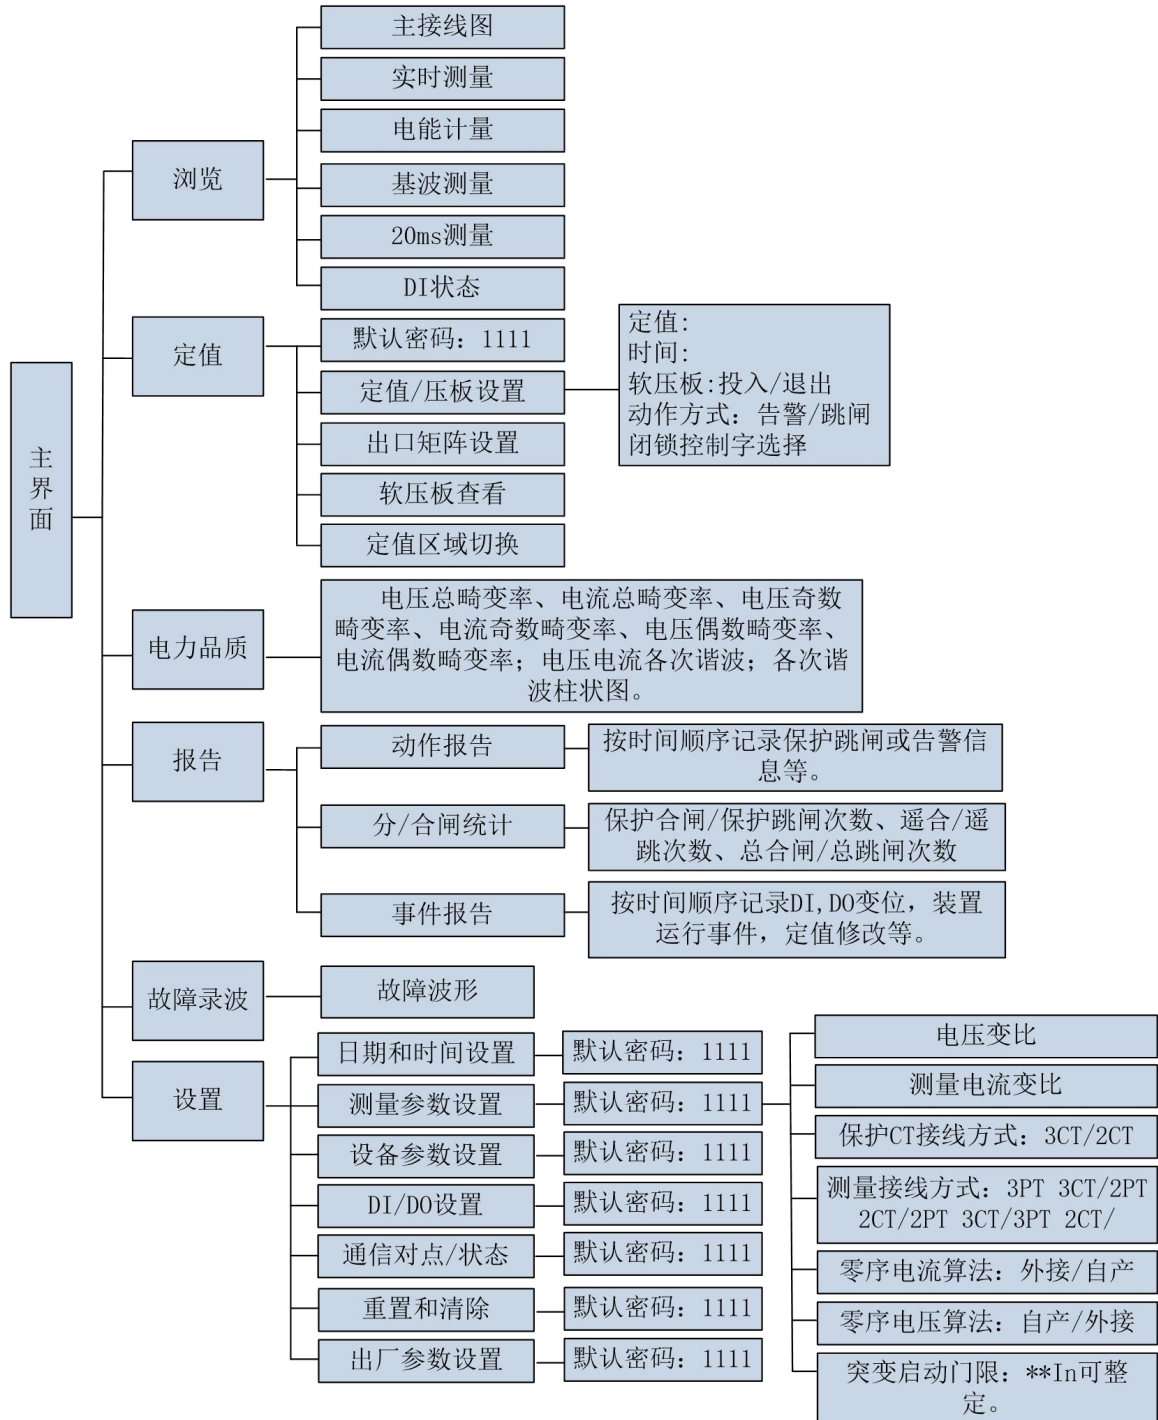 主接线图
实时测量
电能计量
浏览
基波测量
20ms测量
DI状态
定值
默认密码：1111
定值/压板设置
出口矩阵设置
软压板查看
定值区域切换
定值:
时间:
软压板:投入/退出
动作方式：告警/跳闸
闭锁控制字选择
主
界
面
电力品质
电压总畸变率、电流总畸变率、电压奇数
畸变率、电流奇数畸变率、电压偶数畸变率、
电流偶数畸变率；电压电流各次谐波；各次谐
波柱状图。
报告
动作报告
按时间顺序记录保护跳闸或告警信
息等。
分/合闸统计
保护合闸/保护跳闸次数、遥合/遥
跳次数、总合闸/总跳闸次数
事件报告
按时间顺序记录DI,DO变位，装置
运行事件，定值修改等。
故障录波
故障波形
设置
日期和时间设置
默认密码：1111
测量参数设置
默认密码：1111
设备参数设置
默认密码：1111
DI/DO设置
默认密码：1111
通信对点/状态
默认密码：1111
重置和清除
默认密码：1111
出厂参数设置
默认密码：1111
电压变比
测量电流变比
保护CT接线方式：3CT/2CT
测量接线方式：3PT 3CT/2PT
2CT/2PT 3CT/3PT 2CT/
零序电流算法：外接/自产
零序电压算法：自产/外接
突变启动门限：**In可整
定。